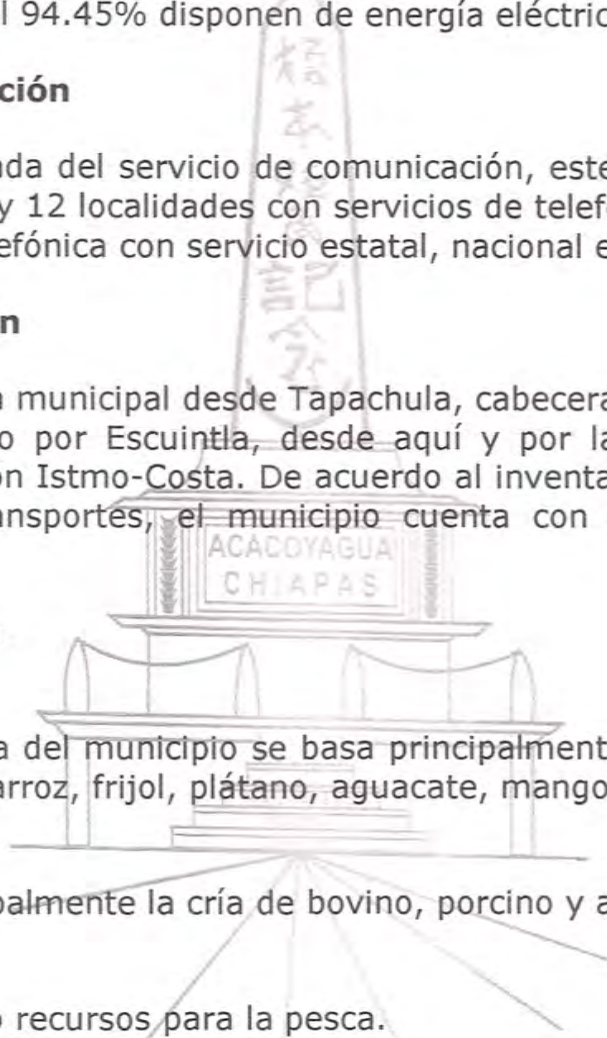 l 94.45% disponen de energía eléctric
ción
da del servicio de comunicación, este
y 12 localidades con servicios de telef
efónica con servicio estatal, nacional e
n
municipal desde Tapachula, cabecera
o por Escuintla, desde aquí y por la
n Istmo-Costa. De acuerdo al inventa
ansportes, el municipio cuenta con
ACACOYAGUA
CHIAPAS
a del municipio se basa principalment
arroz, frijol, plátano, aguacate, mango
palmente la cría de bovino, porcino y a
o recursos para la pesca.